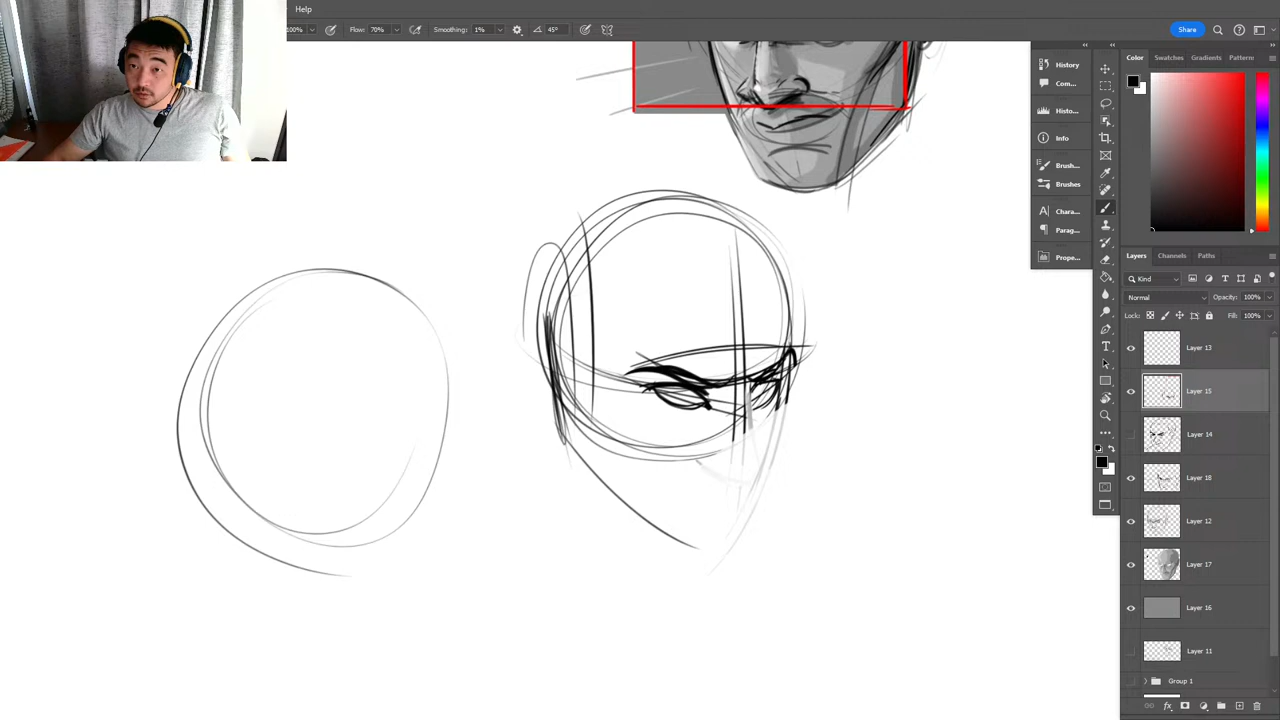 Help
100%
Flow: 70%
Smoothing: 1%
45°
Share
History
Com...
Histo...
Info
Brush...
Brushes
Chara...
Parag...
Prope...
Color
Swatches
Gradients
Pattern
Layers
Channels
Paths
Kind
Normal
Opacity: 100%
Lock:
Fill: 100%
Layer 13
Layer 15
Layer 14
Layer 18
Layer 12
Layer 17
Layer 16
Layer 11
Group 1